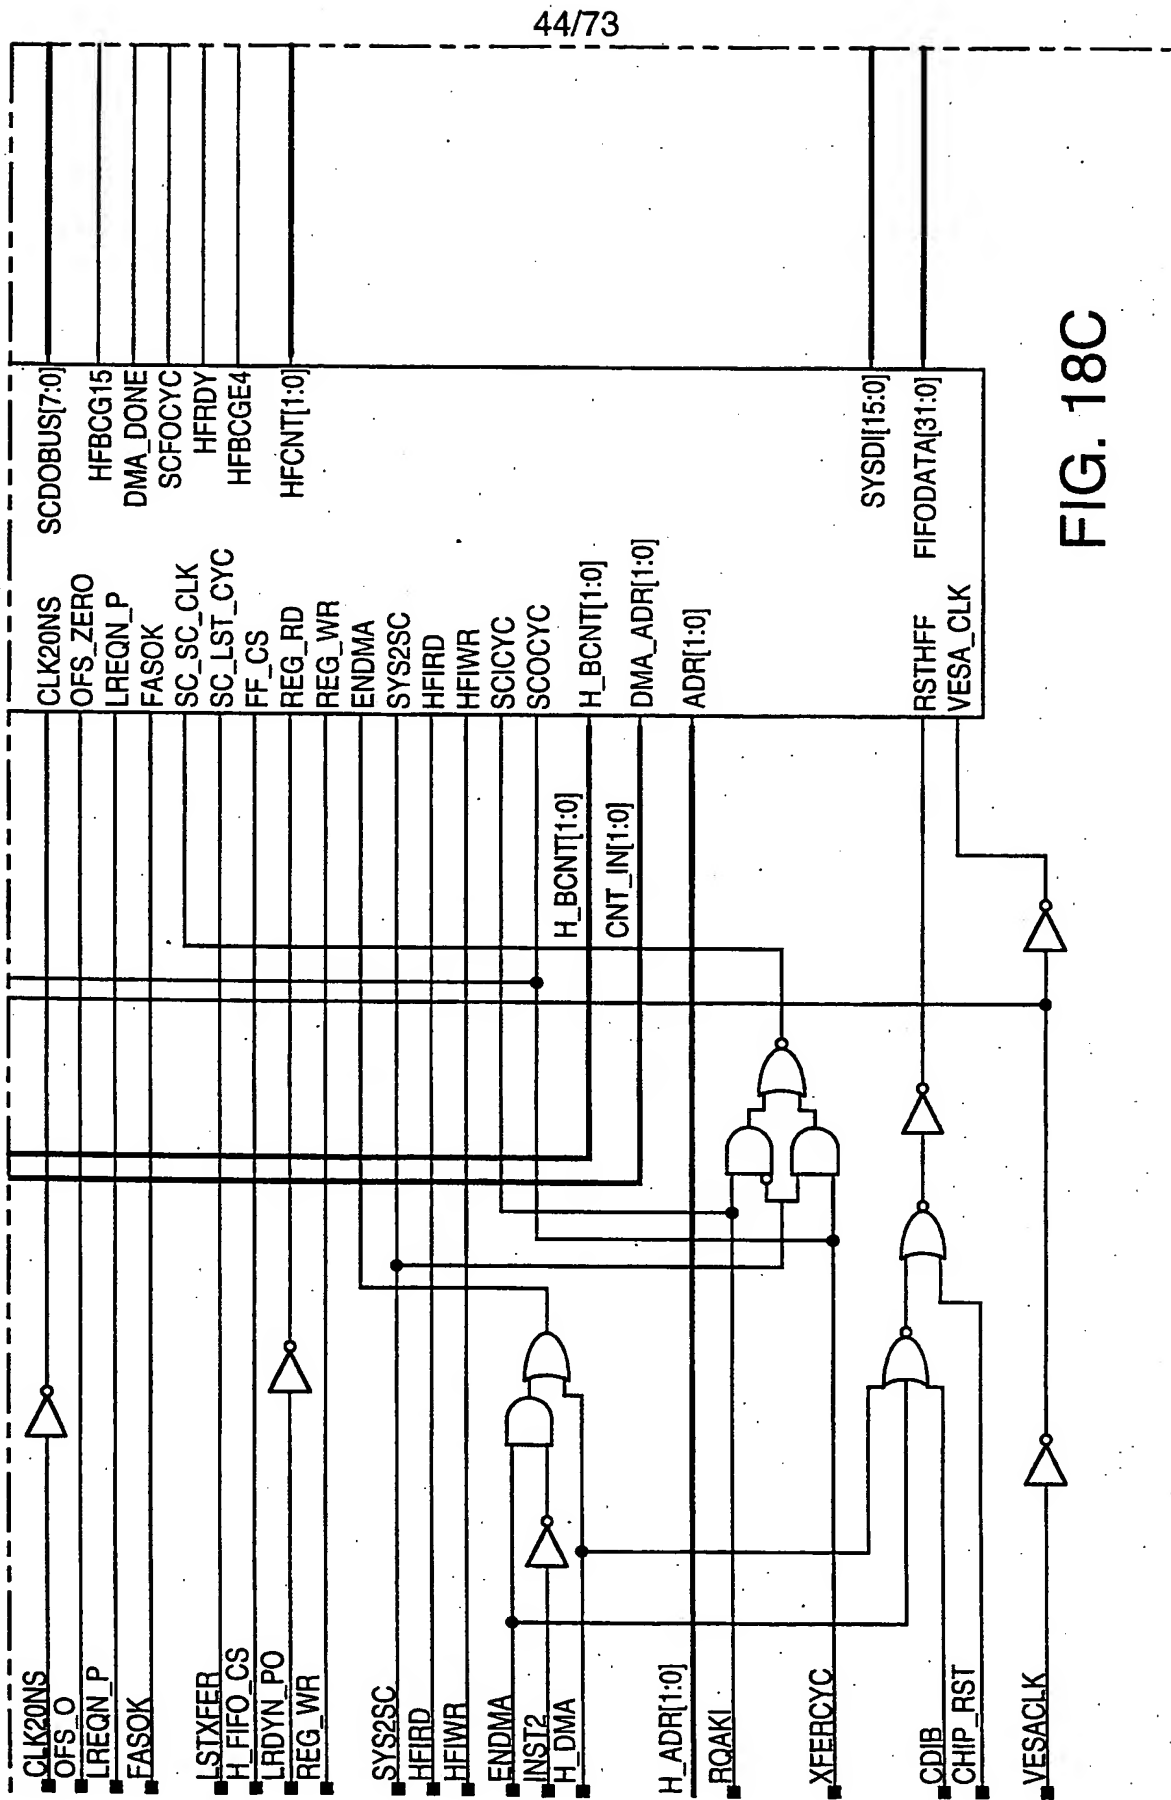 44/73
CLK20NS
OFS_O
LREQN_P
FASOK
LSTXFER
H_FIFO_CS
LRDYN_PO
REG_WR
SYS2SC
HFIRD
HFIWR
ENDMA
INST2
H_DMA
H_ADR[1:0]
RQAKI
XFERCYC
CDIB
CHIP_RST
VESACLK
H_BCNT[1:0]
CNT_IN[1:0]
CLK20NS
OFS_ZERO
LREQN_P
FASOK
SC_SC_CLK
SC_LST_CYC
FF_CS
REG_RD
REG_WR
ENDMA
SYS2SC
HFIRD
HFIWR
SCICYC
SCOCYC
H_BCNT[1:0]
DMA_ADR[1:0]
ADR[1:0]
RSTHFF
VESA_CLK
SCDOBUS[7:0]
HFBCG15
DMA_DONE
SCFOCYC
HFRDY
HFBCGE4
HFCNT[1:0]
SYSDI[15:0]
FIFODATA[31:0]
FIG. 18C